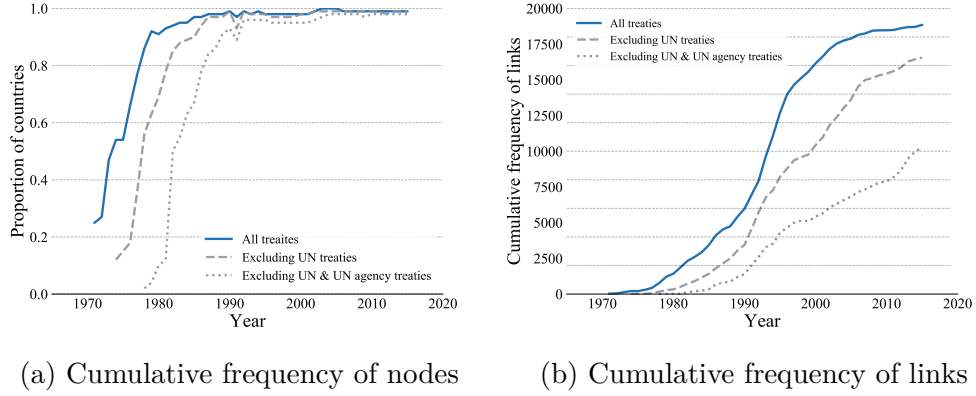 1.0
0.8
0.6
0.4
0.2
0.0
Proportion of countries
All treaites
Excluding UN treaties
Excluding UN & UN agency treaties
1970 1980 1990 2000 2010 2020
Year
20000
17500
15000
12500
10000
7500
5000
2500
0
Cumulative frequency of links
All treaties
Excluding UN treaties
Excluding UN & UN agency treaties
1970 1980 1990 2000 2010 2020
Year
(a) Cumulative frequency of nodes
(b) Cumulative frequency of links